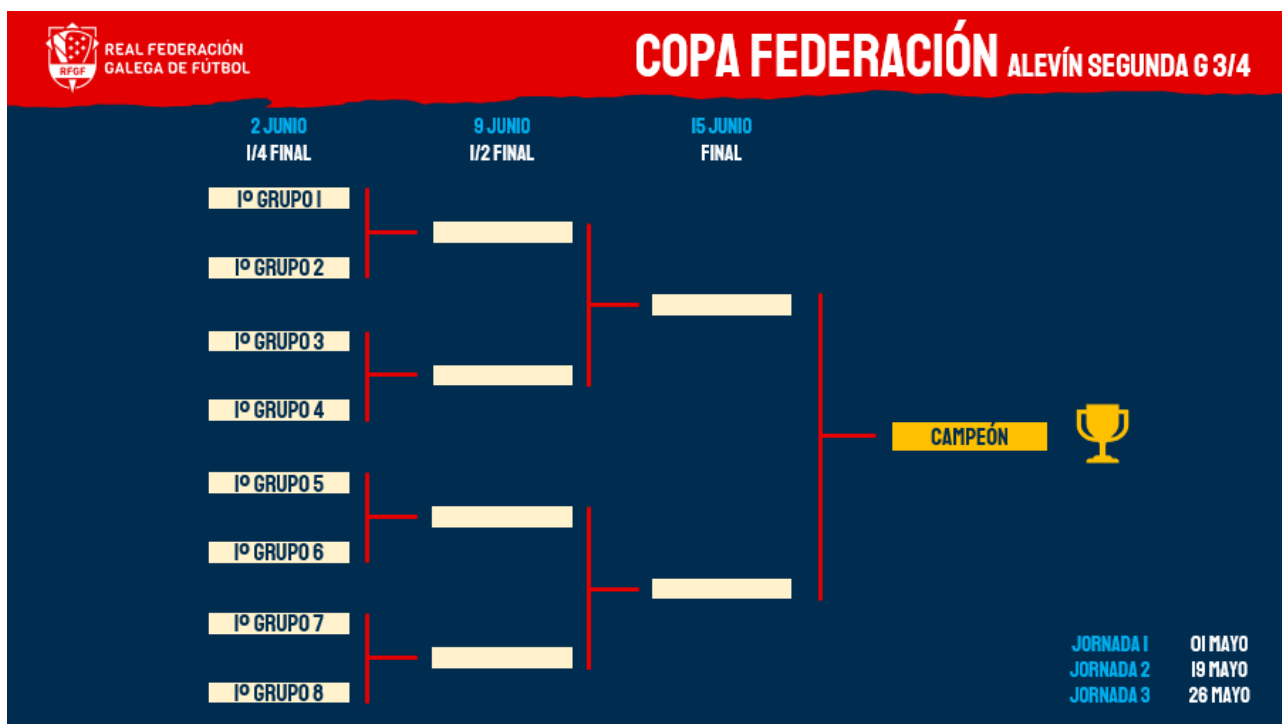 RFGF
REAL FEDERACIÓN
GALEGA DE FÚTBOL
COPA FEDERACIÓN ALEVÍN SEGUNDA G 3/4
2 JUNIO
1/4 FINAL
9 JUNIO
1/2 FINAL
15 JUNIO
FINAL
1º GRUPO 1
1º GRUPO 2
1º GRUPO 3
1º GRUPO 4
1º GRUPO 5
1º GRUPO 6
1º GRUPO 7
1º GRUPO 8
CAMPEÓN
JORNADA 1 01 MAYO
JORNADA 2 19 MAYO
JORNADA 3 26 MAYO